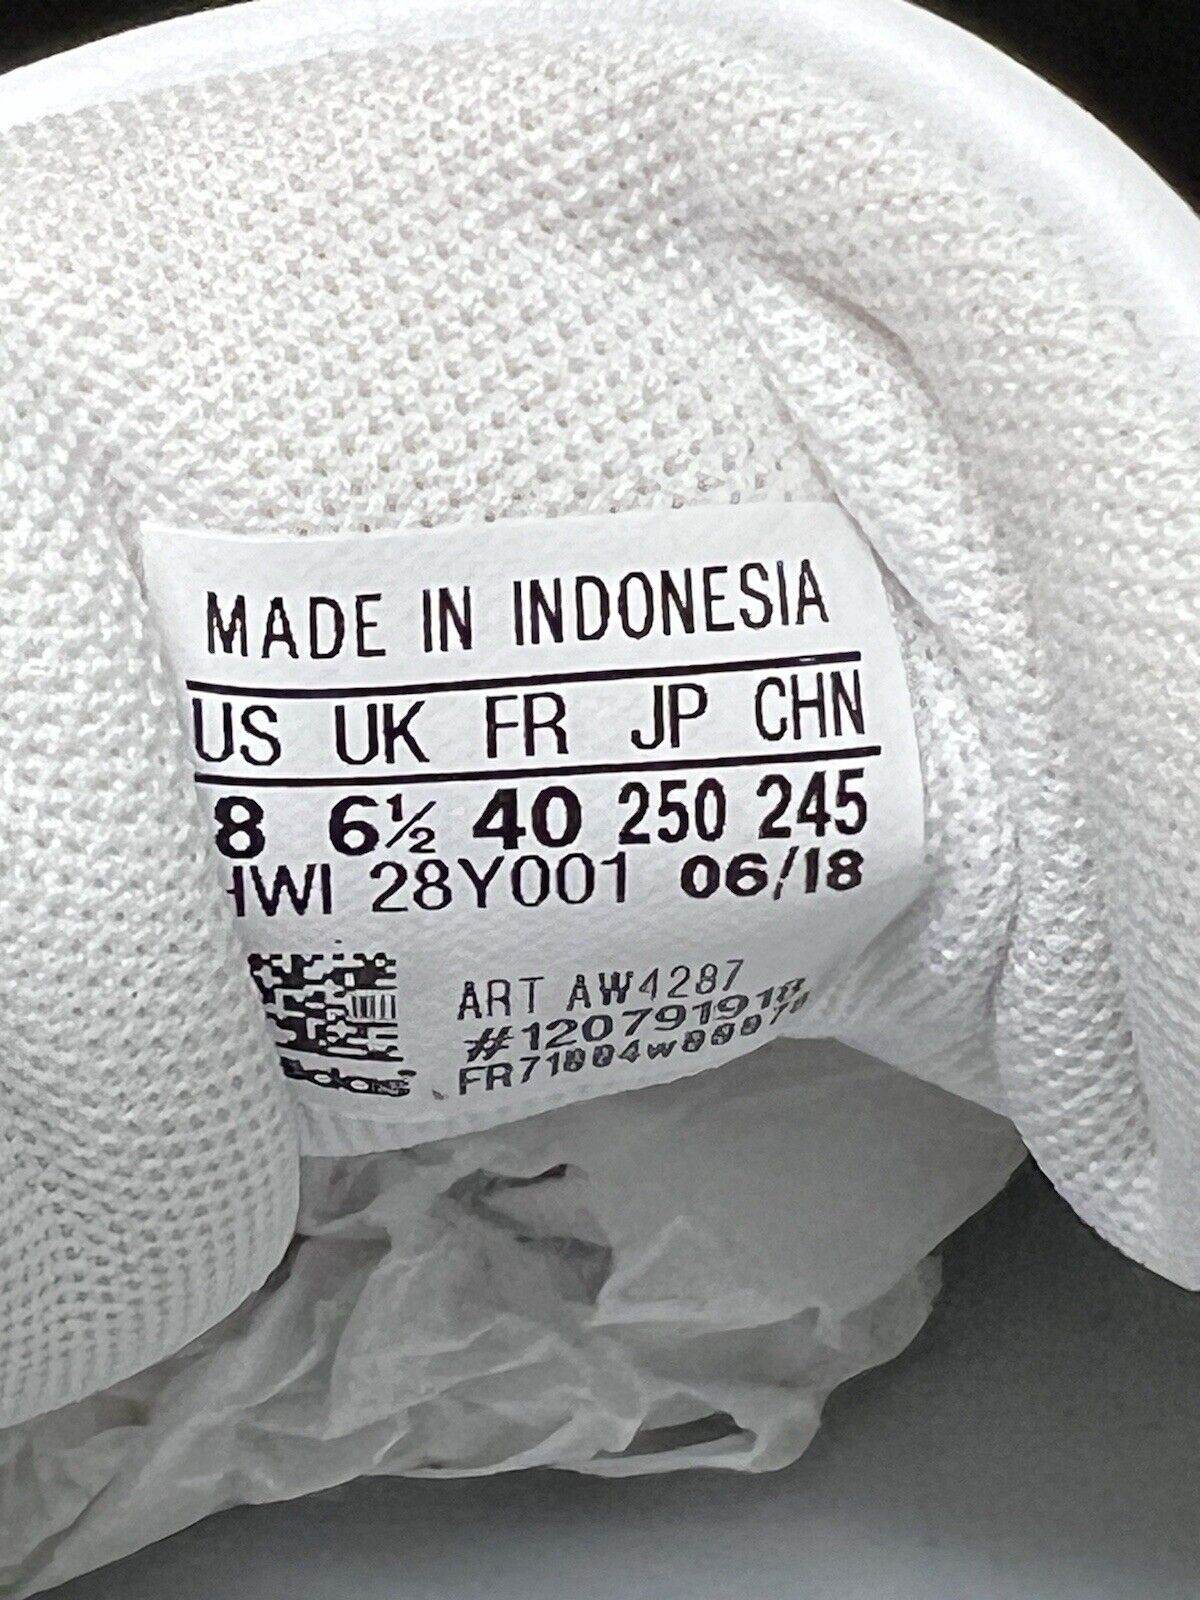 MADE IN INDONESIA
US UK FR JP CHN
8 6½ 40 250 245
HWI 28Y001 06/18
ART AW4287